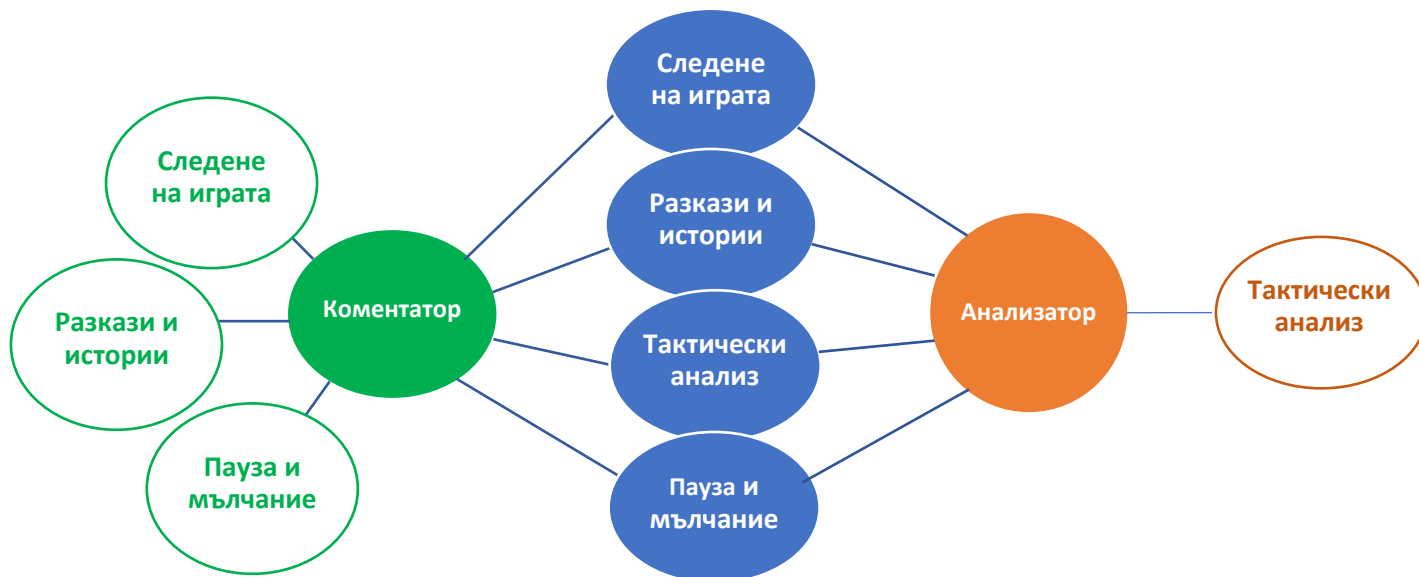 Следене
на играта
Разкази и
истории
Пауза и
мълчание
Коментатор
Следене
на играта
Разкази и
истории
Тактически
анализ
Пауза и
мълчание
Анализатор
Тактически
анализ